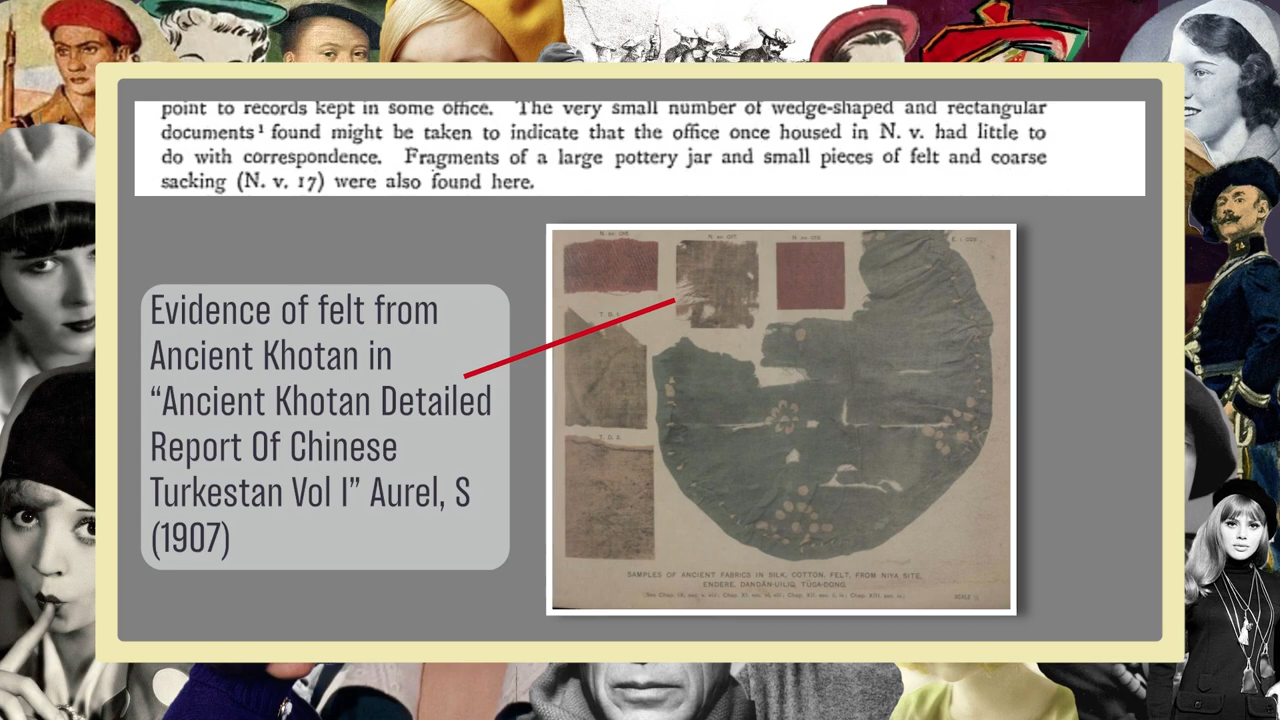 point to records kept in some office. The very small number of wedge-shaped and rectangular
documents¹ found might be taken to indicate that the office once housed in N. v. had little to
do with correspondence. Fragments of a large pottery jar and small pieces of felt and coarse
sacking (N. v. 17) were also found here.
Evidence of felt from
Ancient Khotan in
“Ancient Khotan Detailed
Report Of Chinese
Turkestan Vol I” Aurel, S
(1907)
T. D.
T. D.
SAMPLES OF ANCIENT FABRICS IN SILK, COTTON, FELT, FROM NIYA SITE,
ENDERE, DANDĀN-UILIQ, TŪGA-DONG.
SCALE
24